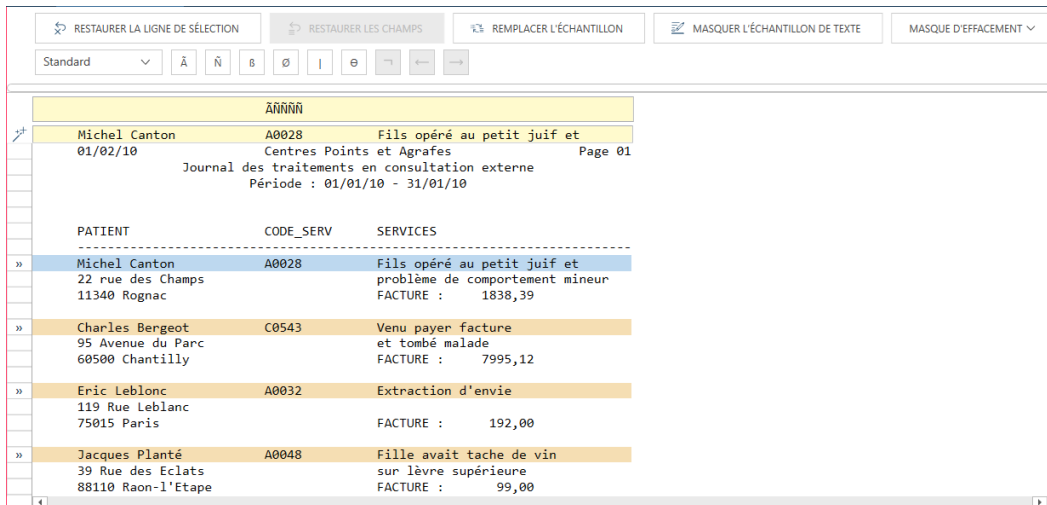 RESTAURER LA LIGNE DE SÉLECTION RESTAURER LES CHAMPS REMPLACER L'ÉCHANTILLON MASQUER L'ÉCHANTILLON DE TEXTE MASQUE D'EFFACEMENT
Standard Ã Ñ ß Ø | Ɵ ¬ ← →
ÃÑÑÑÑ
Michel Canton A0028 Fils opéré au petit juif et
01/02/10 Centres Points et Agrafes Page 01
Journal des traitements en consultation externe
Période : 01/01/10 - 31/01/10
PATIENT CODE_SERV SERVICES
-----------------------------------------------------------------------
» Michel Canton A0028 Fils opéré au petit juif et
22 rue des Champs problème de comportement mineur
11340 Rognac FACTURE : 1838,39
» Charles Bergeot C0543 Venu payer facture
95 Avenue du Parc et tombé malade
60500 Chantilly FACTURE : 7995,12
» Eric Leblonc A0032 Extraction d'envie
119 Rue Leblanc
75015 Paris FACTURE : 192,00
» Jacques Planté A0048 Fille avait tache de vin
39 Rue des Eclats sur lèvre supérieure
88110 Raon-l'Etape FACTURE : 99,00